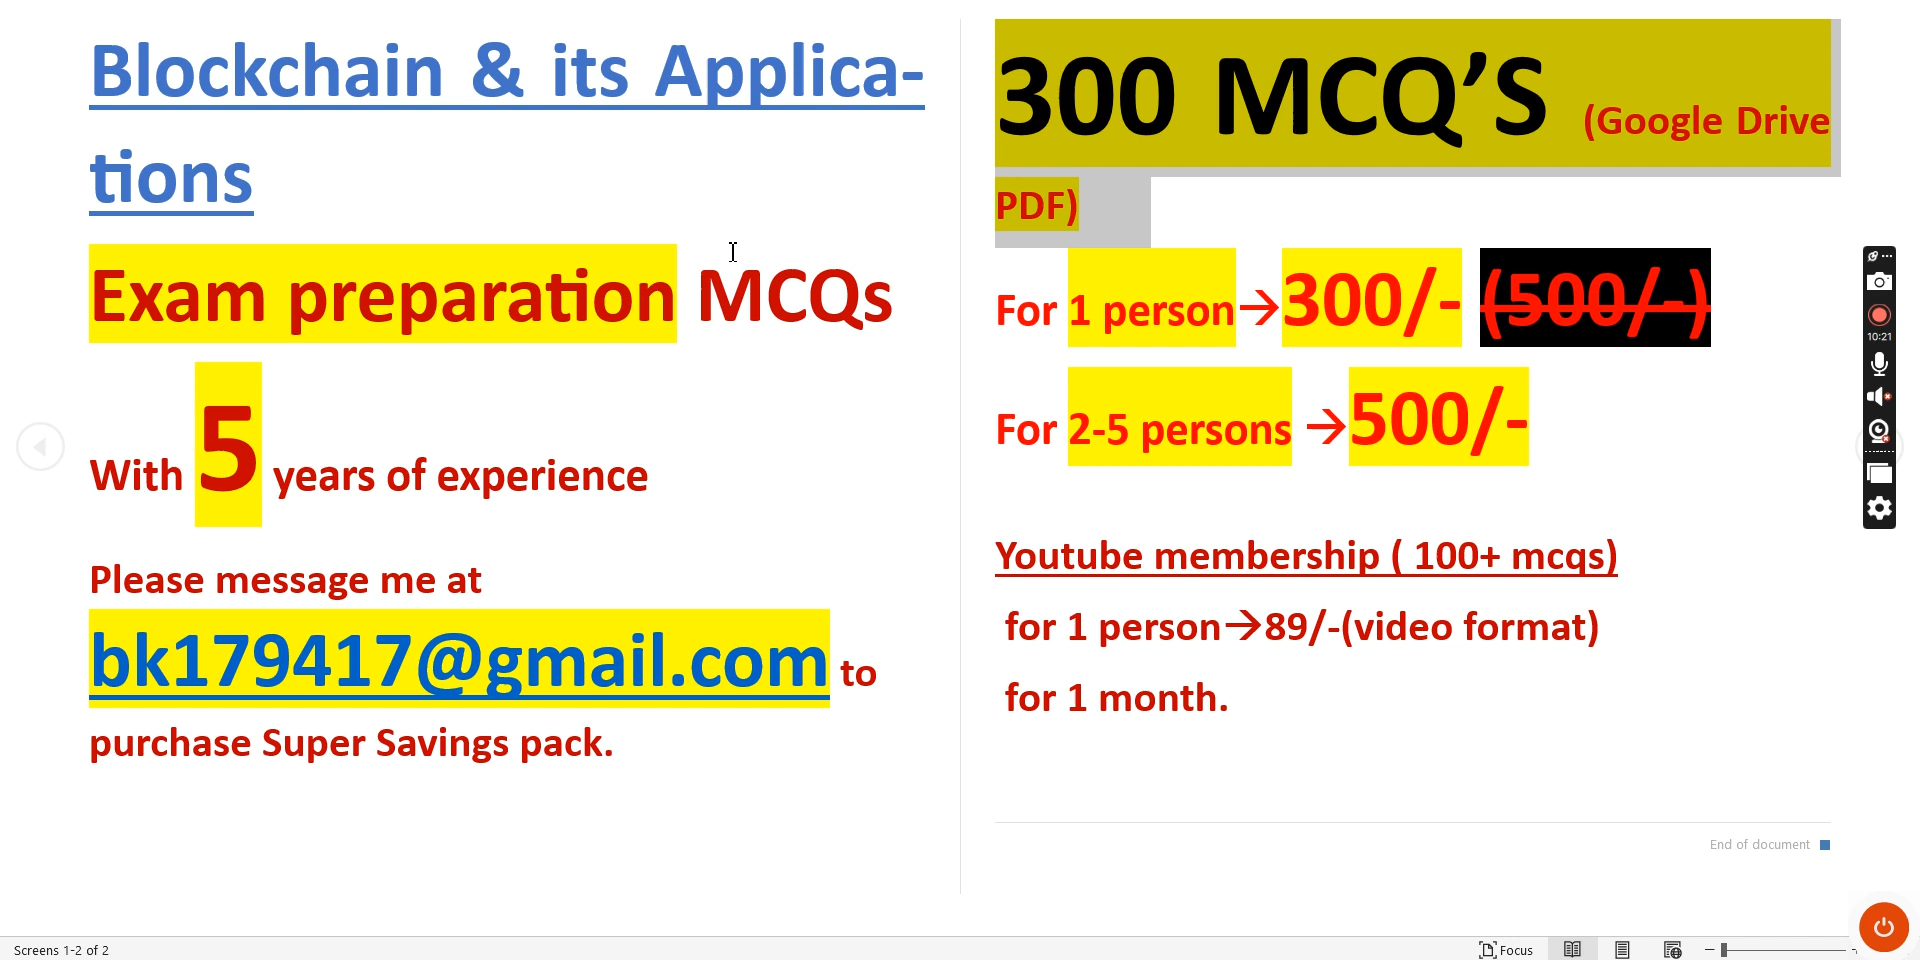 Blockchain & its Applica-
tions
Exam preparation MCQs
With 5 years of experience
Please message me at
bk179417@gmail.com to
purchase Super Savings pack.
300 MCQ’S (Google Drive
PDF)
For 1 person→300/- (500/-)
For 2-5 persons →500/-
Youtube membership ( 100+ mcqs)
for 1 person→89/-(video format)
for 1 month.
End of document
10:21
Screens 1-2 of 2
Focus